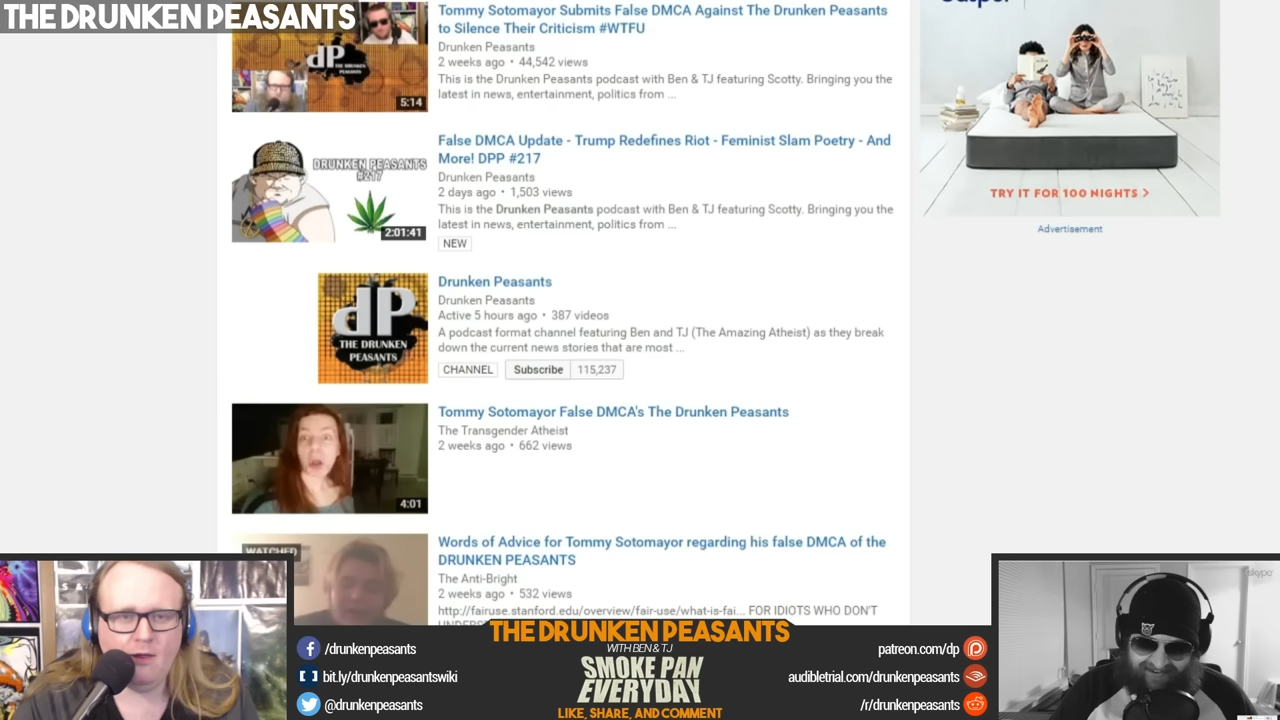 THE DRUNKEN PEASANTS
Tommy Sotomayor Submits False DMCA Against The Drunken Peasants
to Silence Their Criticism #WTFU
Drunken Peasants
2 weeks ago • 44,542 views
This is the Drunken Peasants podcast with Ben & TJ featuring Scotty. Bringing you the
latest in news, entertainment, politics from ...
dP
THE DRUNKEN
PEASANTS
5:14
False DMCA Update - Trump Redefines Riot - Feminist Slam Poetry - And
More! DPP #217
Drunken Peasants
2 days ago • 1,503 views
This is the Drunken Peasants podcast with Ben & TJ featuring Scotty. Bringing you the
latest in news, entertainment, politics from ...
NEW
DRUNKEN PEASANTS
#217
2:01:41
Drunken Peasants
Drunken Peasants
Active 5 hours ago • 387 videos
A podcast format channel featuring Ben and TJ (The Amazing Atheist) as they break
down the current news stories that are most ...
CHANNEL Subscribe 115,237
dP
THE DRUNKEN
PEASANTS
Tommy Sotomayor False DMCA's The Drunken Peasants
The Transgender Atheist
2 weeks ago • 662 views
4:01
WATCHED
Words of Advice for Tommy Sotomayor regarding his false DMCA of the
DRUNKEN PEASANTS
The Anti-Bright
2 weeks ago • 532 views
http://fairuse.stanford.edu/overview/fair-use/what-is-fai... FOR IDIOTS WHO DON'T
TRY IT FOR 100 NIGHTS >
Advertisement
skype
THE DRUNKEN PEASANTS
WITH BEN & TJ
SMOKE PAN
EVERYDAY
LIKE, SHARE, AND COMMENT
/drunkenpeasants
bit.ly/drunkenpeasantswiki
@drunkenpeasants
patreon.com/dp
audibletrial.com/drunkenpeasants
/r/drunkenpeasants